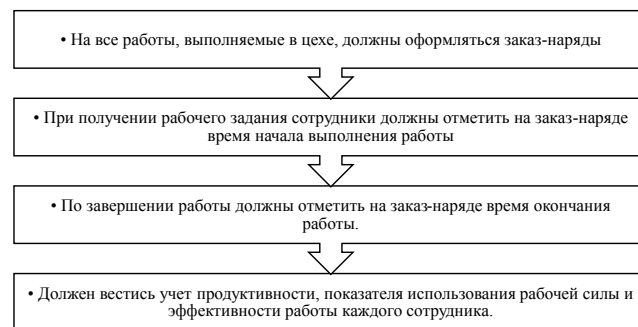 • На все работы, выполняемые в цехе, должны оформляться заказ-наряды
• При получении рабочего задания сотрудники должны отметить на заказ-наряде
время начала выполнения работы
• По завершении работы должны отметить на заказ-наряде время окончания
работы.
• Должен вестись учет продуктивности, показателя использования рабочей силы и
эффективности работы каждого сотрудника.